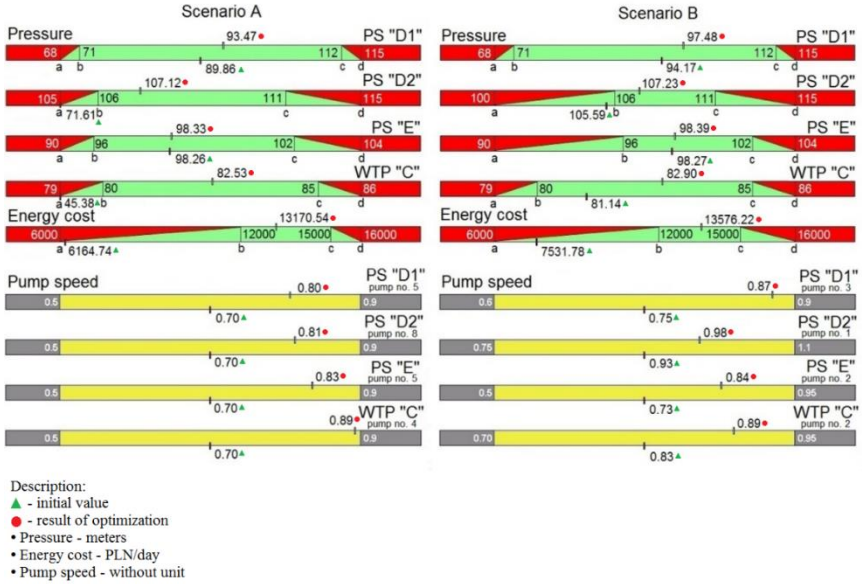 Scenario A
Pressure 93.47● PS "D1"
68 71 112 115
a b 89.86▲ c d
107.12● PS "D2"
105 106 111 115
a 71.61▲ b c d
98.33● PS "E"
90 96 102 104
a b 98.26▲ c d
82.53● WTP "C"
79 80 85 86
a 45.38▲ b c d
Energy cost 13170.54●
6000 12000 15000 16000
a 6164.74▲ b c d
Pump speed PS "D1"
0.80● pump no. 5
0.5 0.9
0.70▲
PS "D2"
0.81● pump no. 8
0.5 0.9
0.70▲
PS "E"
0.83● pump no. 5
0.5 0.9
0.70▲
WTP "C"
0.89● pump no. 4
0.5 0.9
0.70▲
Scenario B
Pressure 97.48● PS "D1"
68 71 112 115
a b 94.17▲ c d
107.23● PS "D2"
100 106 111 115
a 105.59▲ b c d
98.39● PS "E"
90 96 102 104
a b 98.27▲ c d
82.90● WTP "C"
79 80 85 86
a b 81.14▲ c d
Energy cost 13576.22●
6000 12000 15000 16000
a 7531.78▲ b c d
Pump speed PS "D1"
0.87● pump no. 3
0.6 0.9
0.75▲
PS "D2"
0.98● pump no. 1
0.75 1.1
0.93▲
PS "E"
0.84● pump no. 2
0.5 0.95
0.73▲
WTP "C"
0.89● pump no. 2
0.70 0.95
0.83▲
Description:
▲ - initial value
● - result of optimization
• Pressure - meters
• Energy cost - PLN/day
• Pump speed - without unit